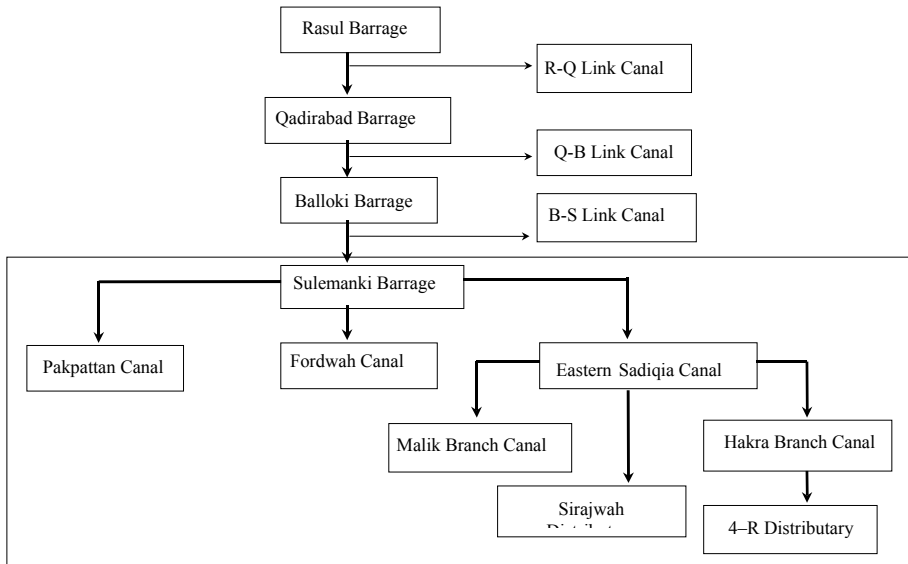 Rasul Barrage
R-Q Link Canal
Qadirabad Barrage
Q-B Link Canal
Balloki Barrage
B-S Link Canal
Sulemanki Barrage
Pakpattan Canal
Fordwah Canal
Eastern Sadiqia Canal
Malik Branch Canal
Hakra Branch Canal
Sirajwah
4–R Distributary